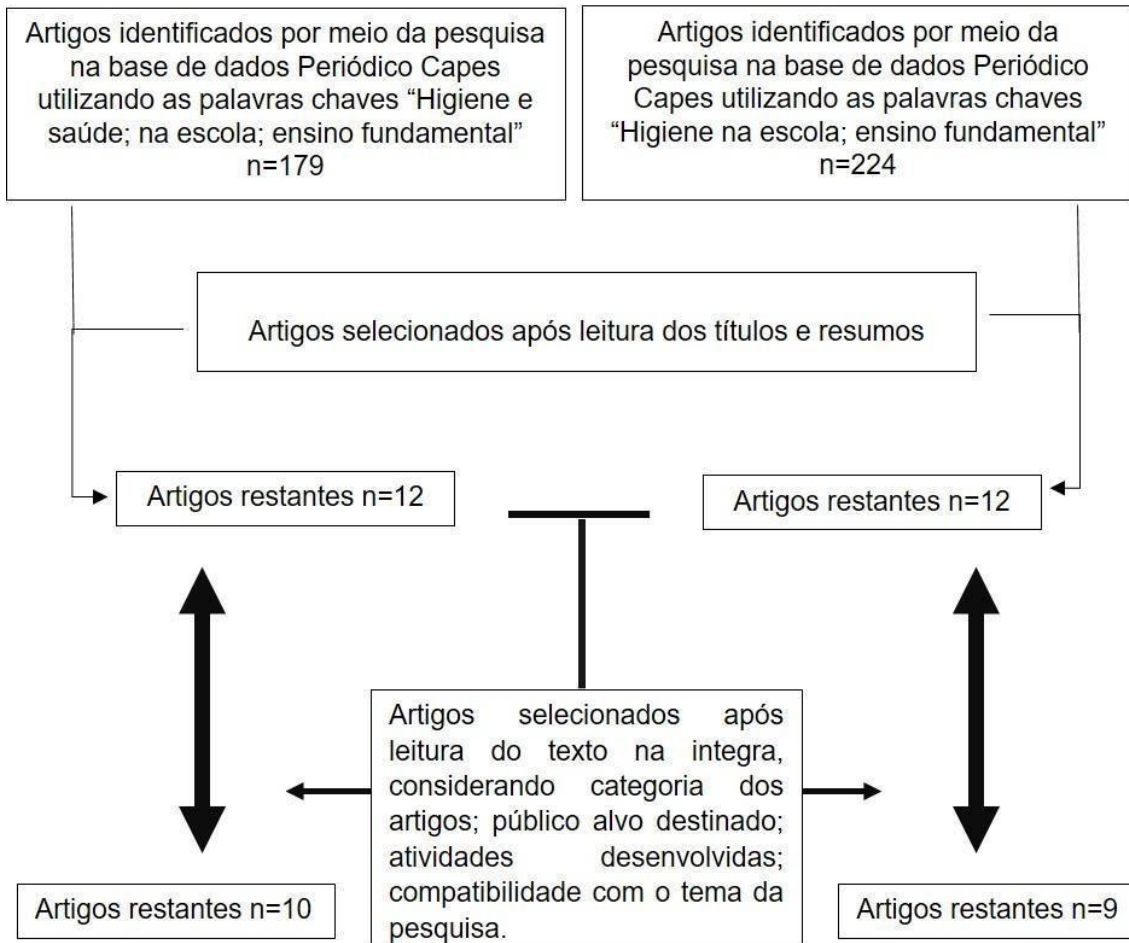 Artigos identificados por meio da pesquisa
na base de dados Periódico Capes
utilizando as palavras chaves “Higiene e
saúde; na escola; ensino fundamental”
n=179
Artigos identificados por meio da
pesquisa na base de dados Periódico
Capes utilizando as palavras chaves
“Higiene na escola; ensino fundamental”
n=224
Artigos selecionados após leitura dos títulos e resumos
Artigos restantes n=12
Artigos restantes n=12
Artigos selecionados após
leitura do texto na integra,
considerando categoria dos
artigos; público alvo destinado;
atividades desenvolvidas;
compatibilidade com o tema da
pesquisa.
Artigos restantes n=10
Artigos restantes n=9